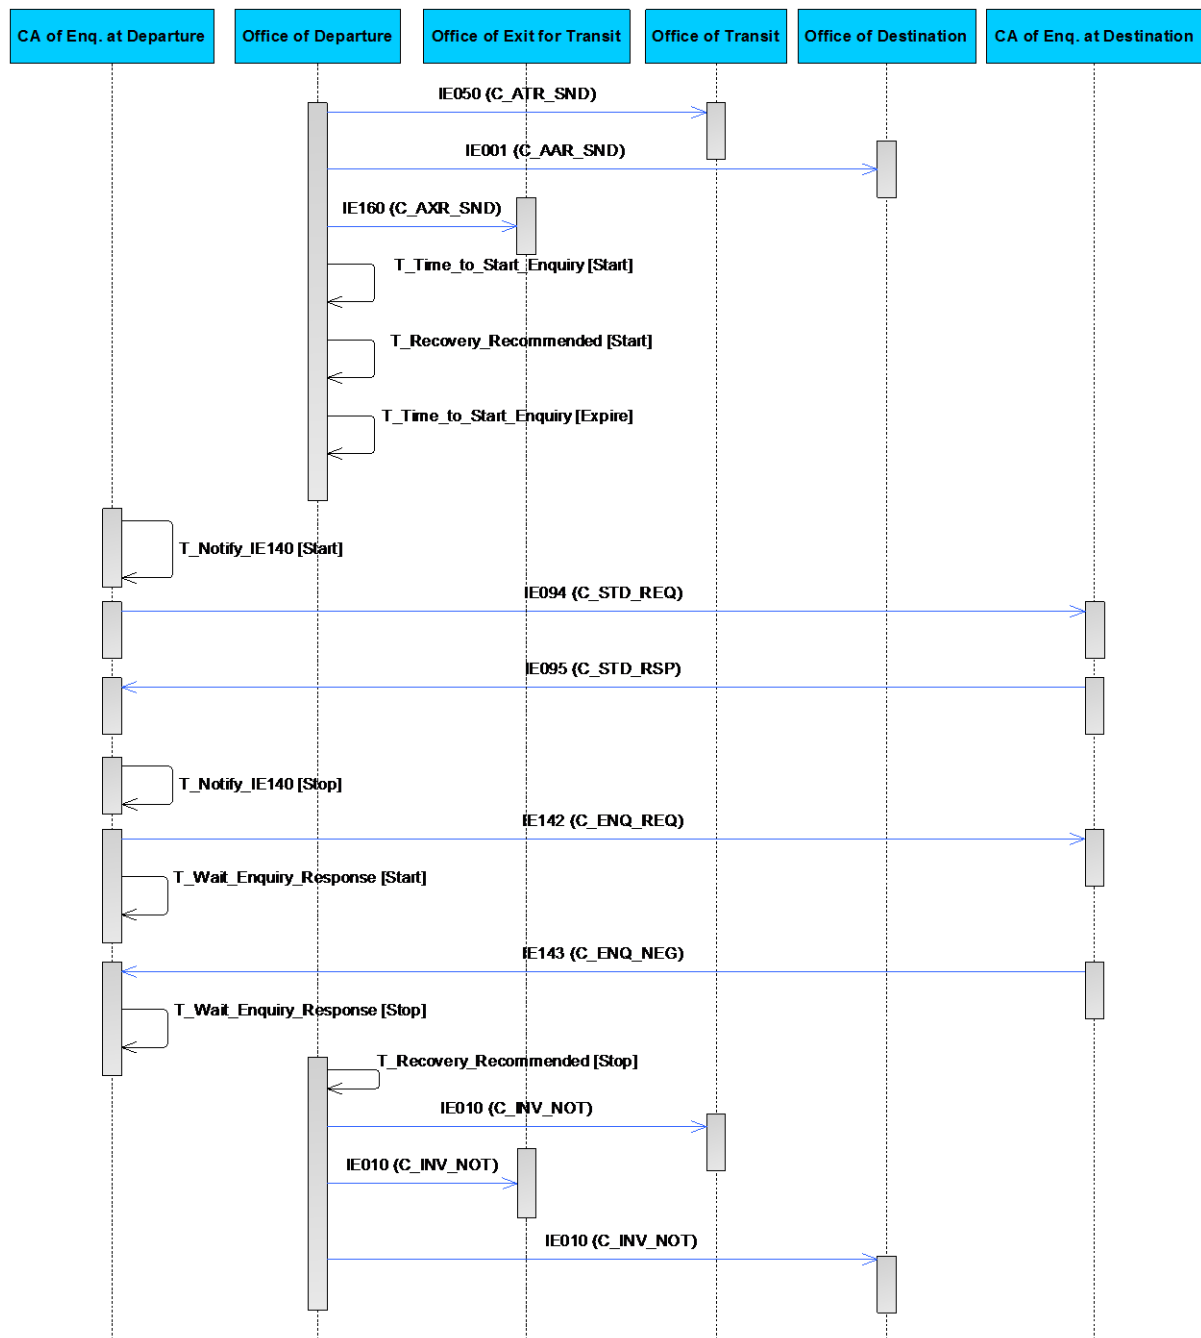 CA of Enq. at Departure
Office of Departure
Office of Exit for Transit
Office of Transit
Office of Destination
CA of Enq. at Destination
IE050 (C_ATR_SND)
IE001 (C_AAR_SND)
IE160 (C_AXR_SND)
T_Time_to_Start_Enquiry [Start]
T_Recovery_Recommended [Start]
T_Time_to_Start_Enquiry [Expire]
T_Notify_IE140 [Start]
IE094 (C_STD_REQ)
IE095 (C_STD_RSP)
T_Notify_IE140 [Stop]
IE142 (C_ENQ_REQ)
T_Wait_Enquiry_Response [Start]
IE143 (C_ENQ_NEG)
T_Wait_Enquiry_Response [Stop]
T_Recovery_Recommended [Stop]
IE010 (C_INV_NOT)
IE010 (C_INV_NOT)
IE010 (C_INV_NOT)